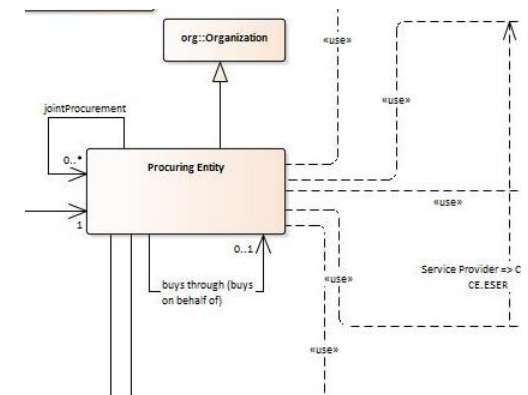 org::Organization
«use»
«use»
jointProcurement
0..*
Procuring Entity
1
«use»
0..1
buys through (buys
on behalf of)
«use»
Service Provider => C
CE.ESER
«use»